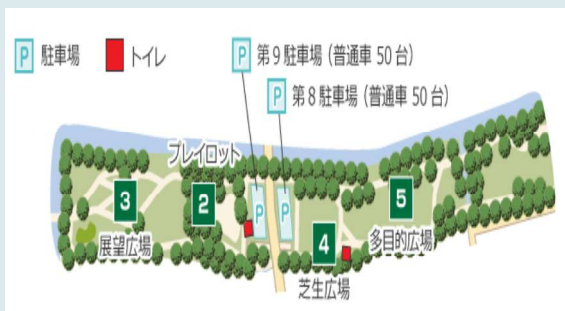 P 駐車場
トイレ
P 第9駐車場（普通車50台）
P 第8駐車場（普通車50台）
プレイロット
3
展望広場
2
P
P
4
芝生広場
5
多目的広場